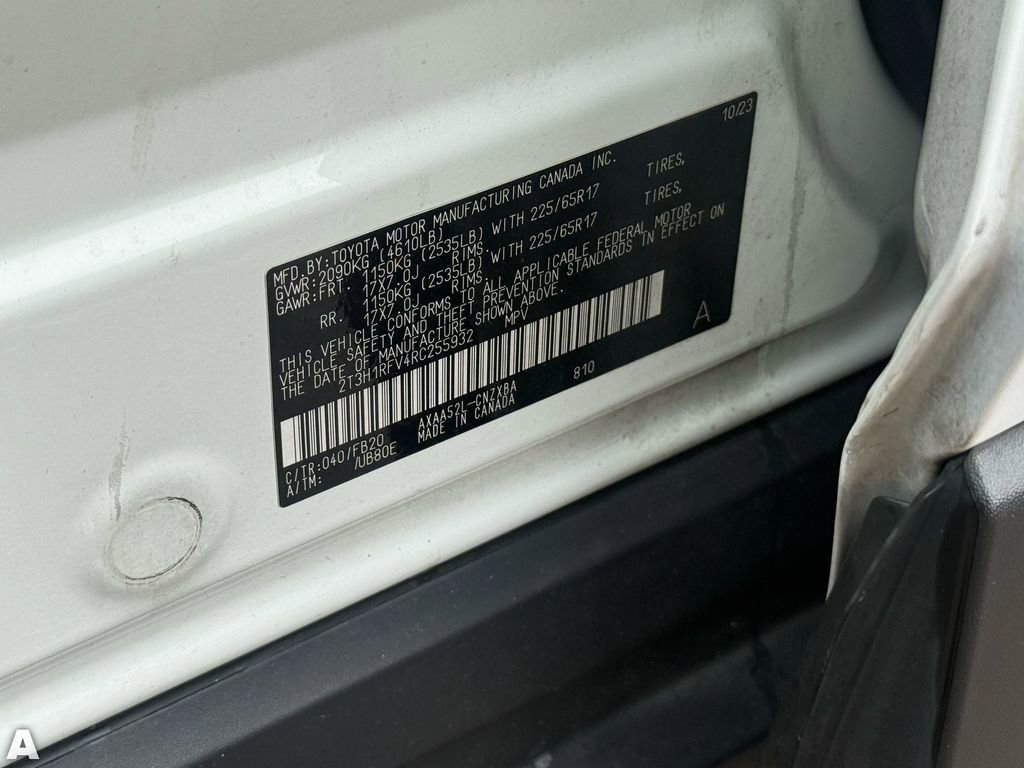 10/23
MFD.BY:TOYOTA MOTOR MANUFACTURING CANADA INC.
GVWR:2090KG (4610LB)
GAWR:FRT. 1150KG (2535LB) WITH 225/65R17 TIRES,
17X7.0J RIMS.
RR. 1150KG (2535LB) WITH 225/65R17 TIRES,
17X7.0J RIMS.
THIS VEHICLE CONFORMS TO ALL APPLICABLE FEDERAL MOTOR
VEHICLE SAFETY AND THEFT PREVENTION STANDARDS IN EFFECT ON
THE DATE OF MANUFACTURE SHOWN ABOVE.
2T3H1RFV4RC255932 MPV
A
C/TR:040/FB20 AXAA52L-CNZXBA 810
A/TM: /UB80E MADE IN CANADA
A